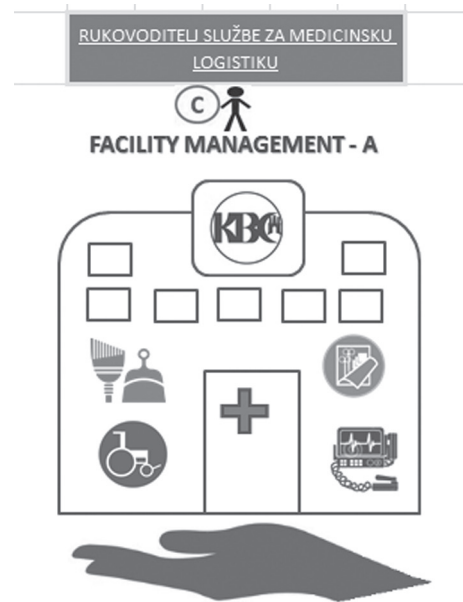 RUKOVODITELJ SLUŽBE ZA MEDICINSKU
LOGISTIKU
C
FACILITY MANAGEMENT - A
KBC